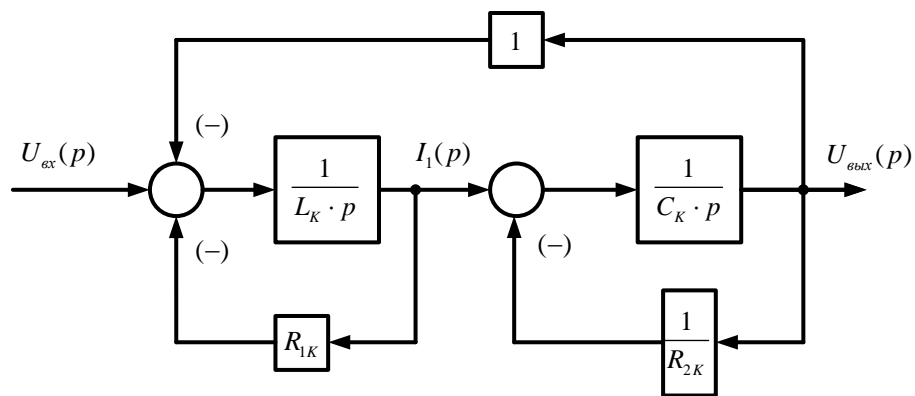 1
(−)
U_вх(p)
1
L_K · p
I_1(p)
1
C_K · p
U_вых(p)
(−)
(−)
R_1K
1
R_2K